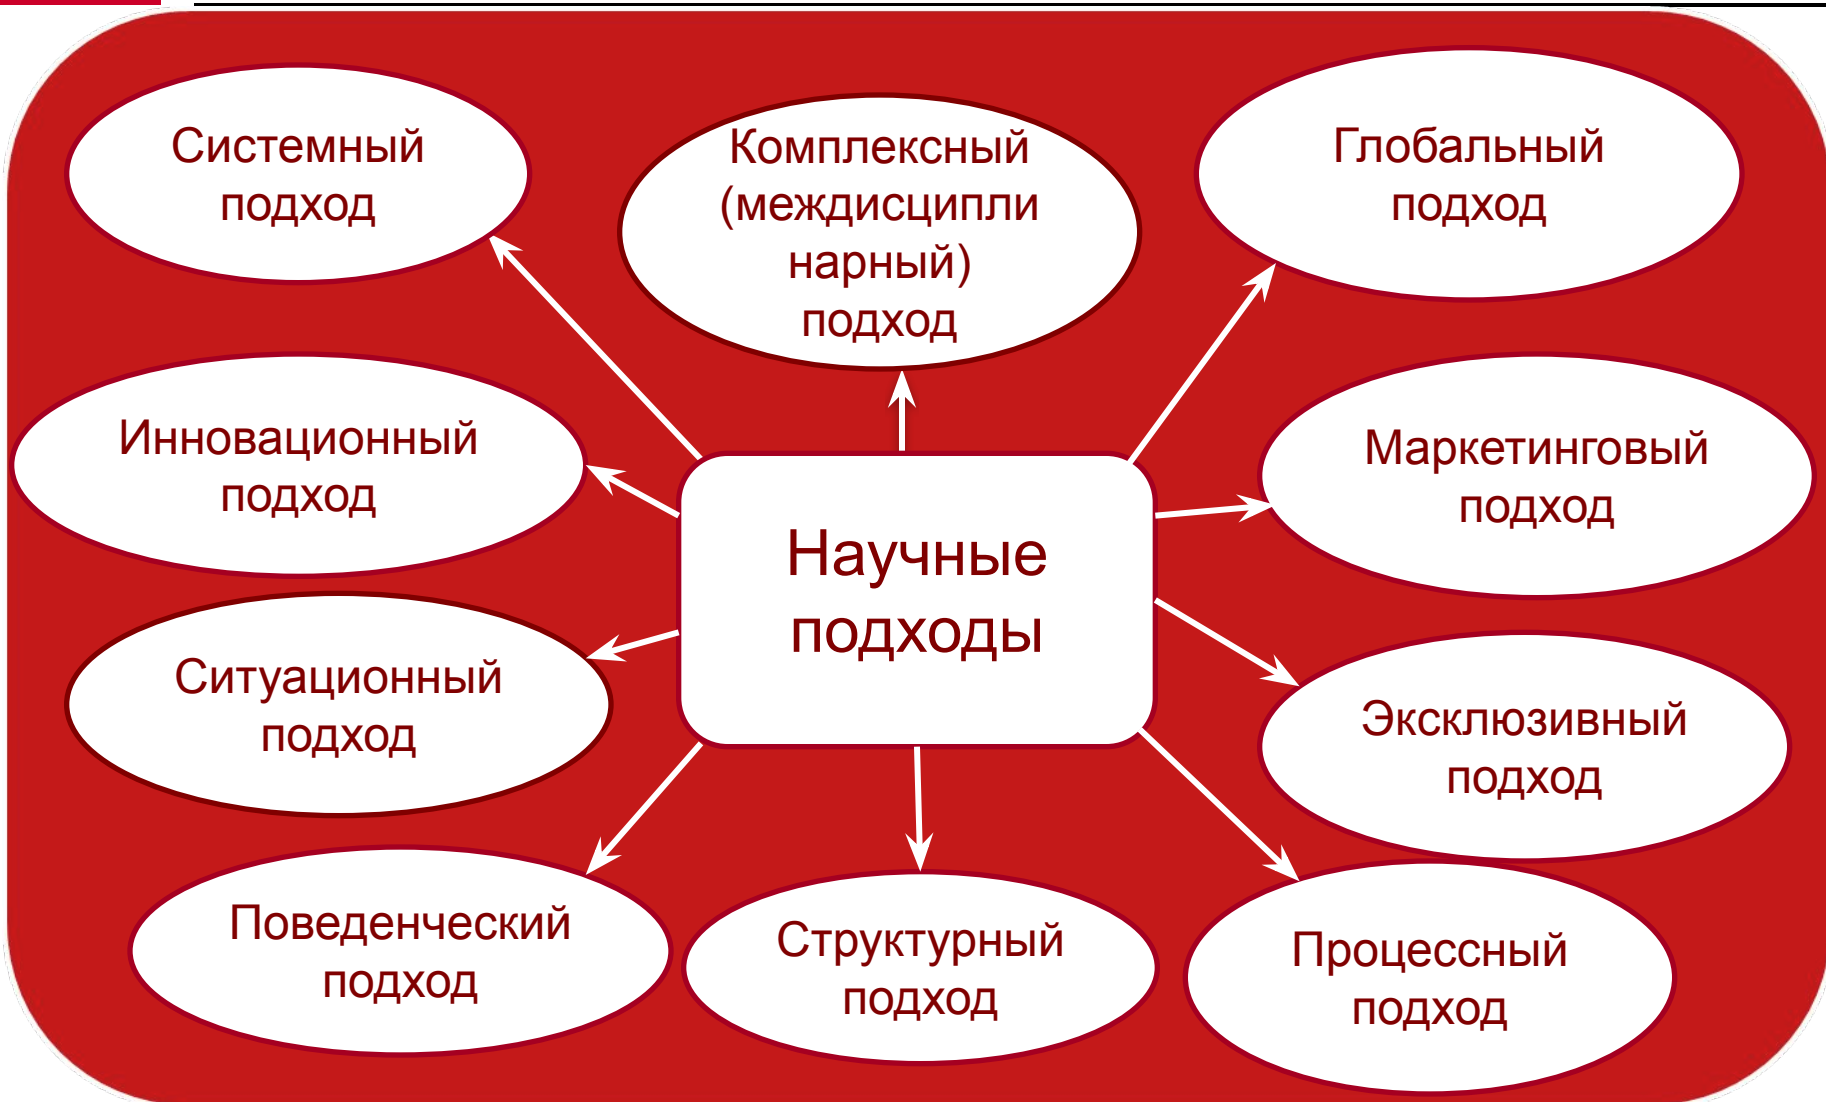 Системный
подход
Комплексный
(междисципли
нарный)
подход
Глобальный
подход
Инновационный
подход
Маркетинговый
подход
Научные
подходы
Ситуационный
подход
Эксклюзивный
подход
Поведенческий
подход
Структурный
подход
Процессный
подход